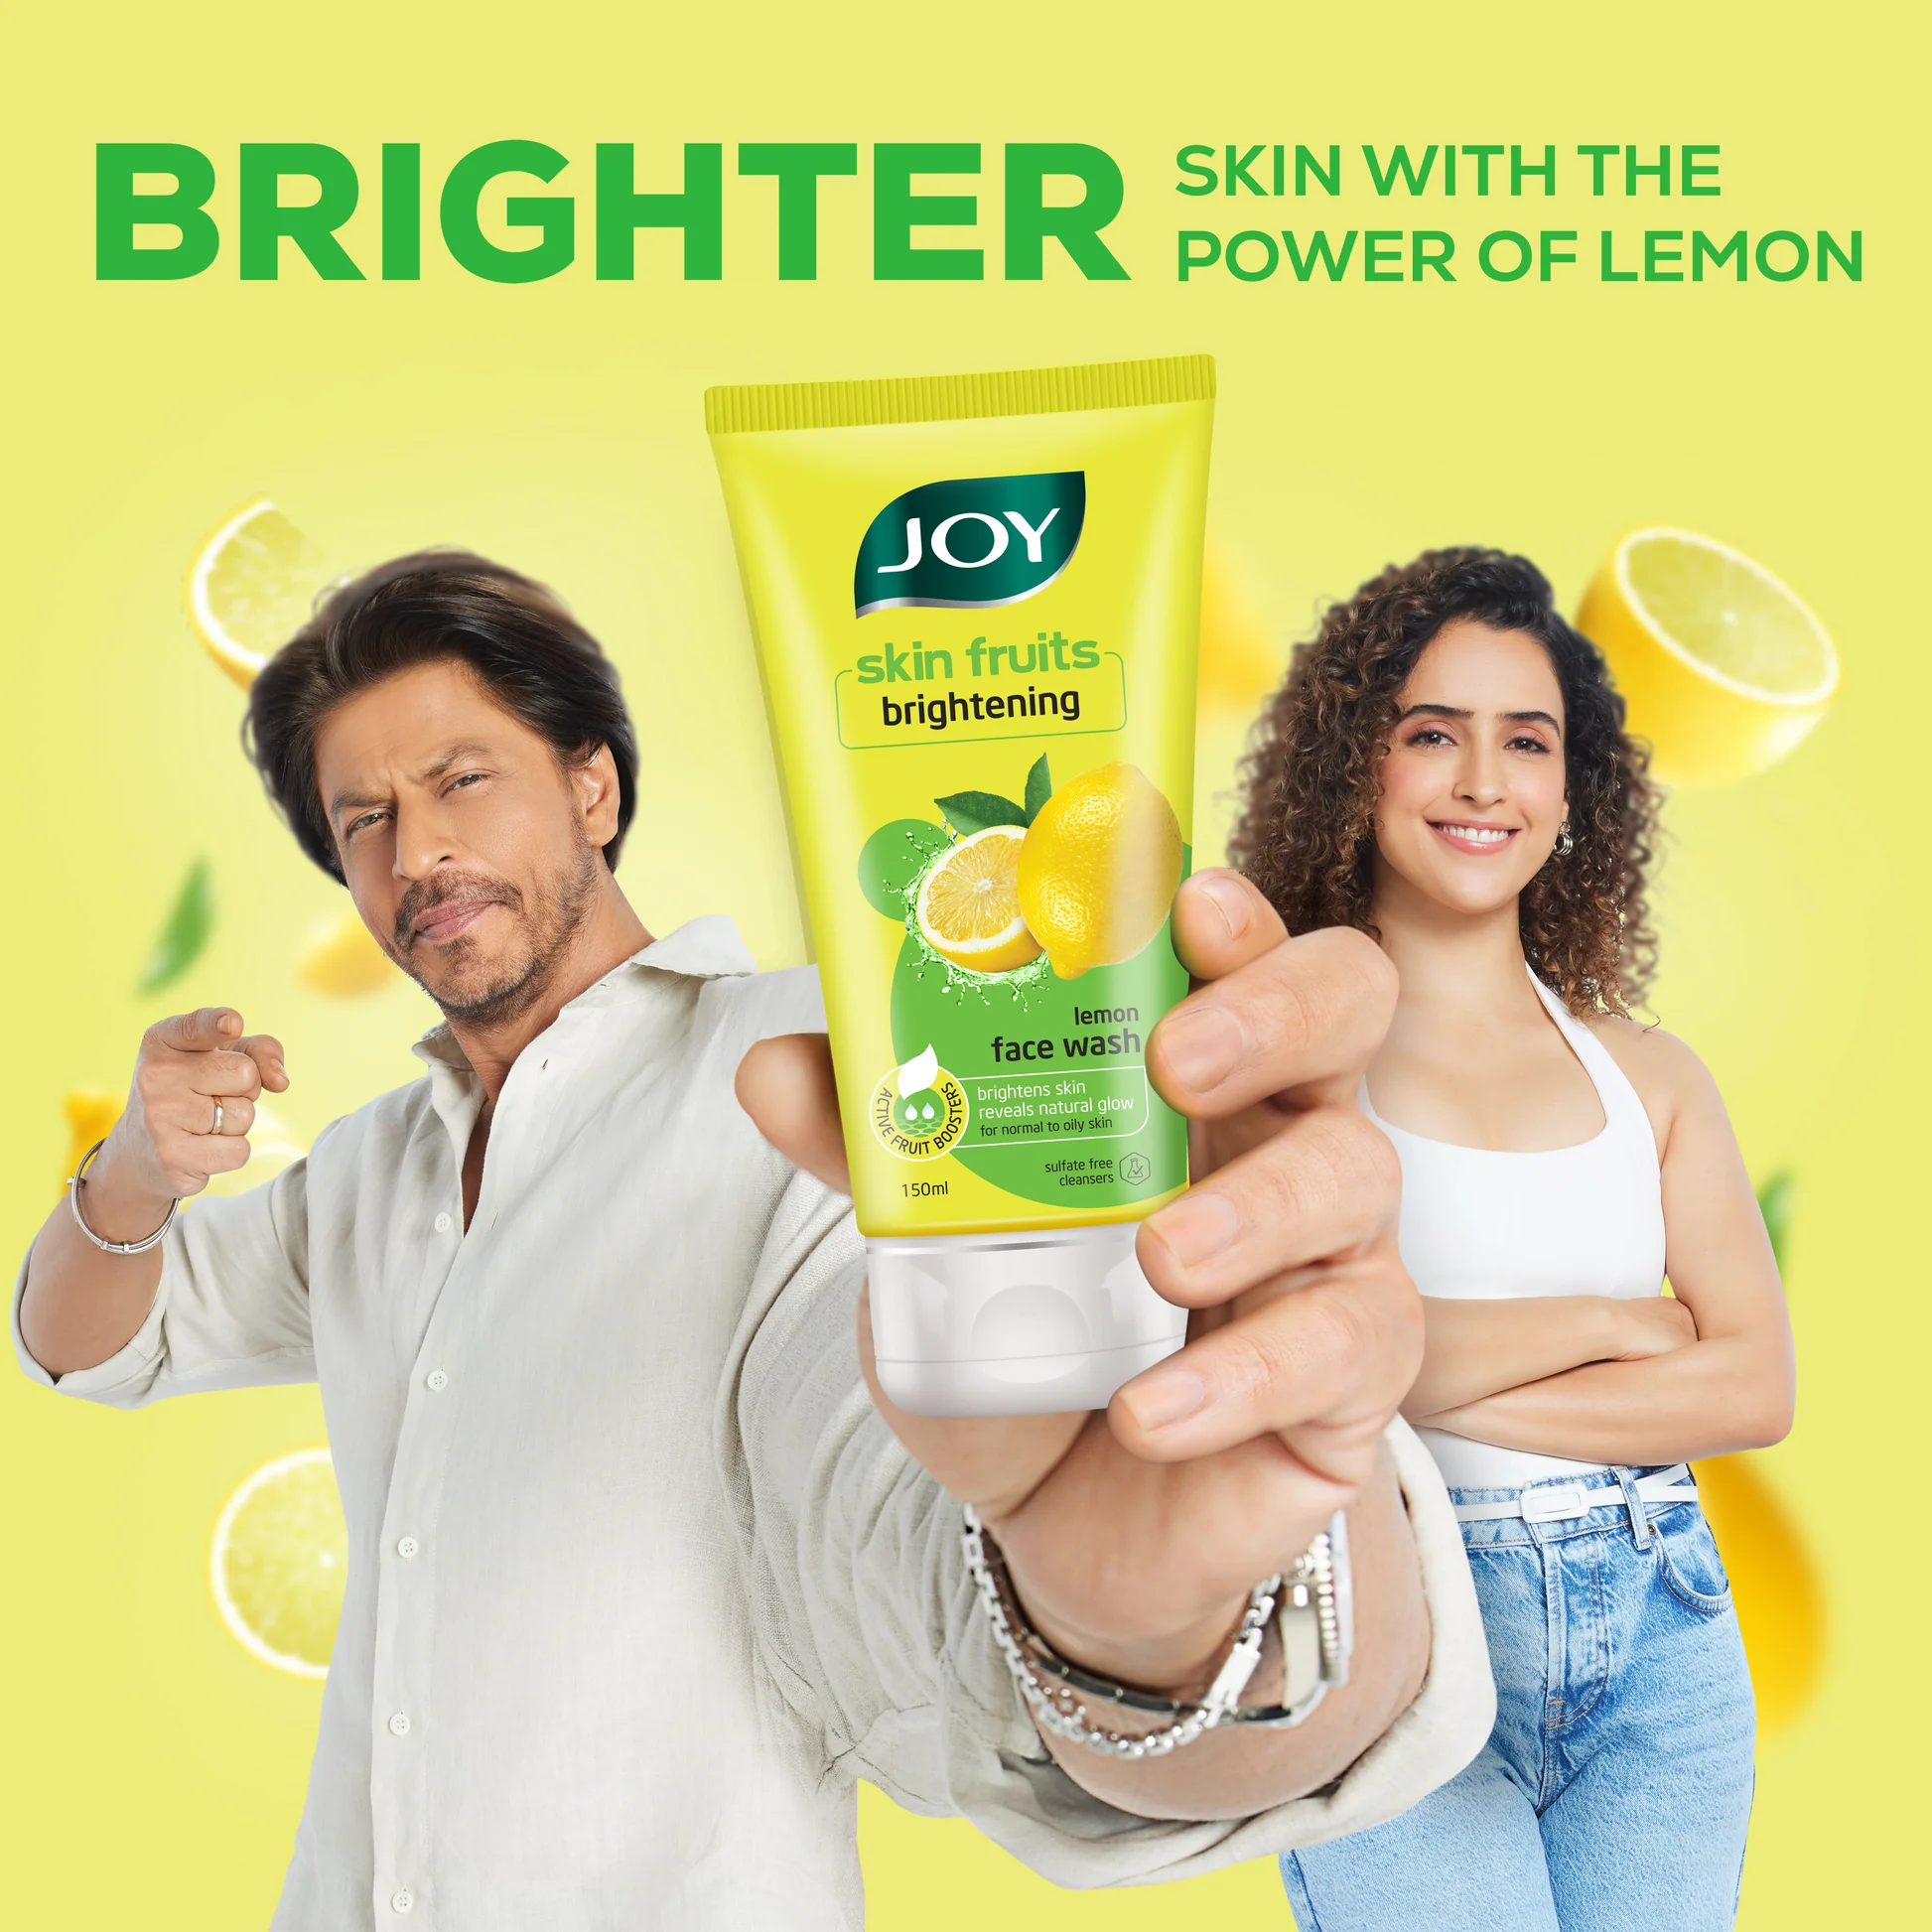 BRIGHTER
SKIN WITH THE
POWER OF LEMON
JOY
skin fruits
brightening
lemon
face wash
ACTIVE FRUIT BOOSTERS
brightens skin
reveals natural glow
for normal to oily skin
sulfate free
cleansers
150ml